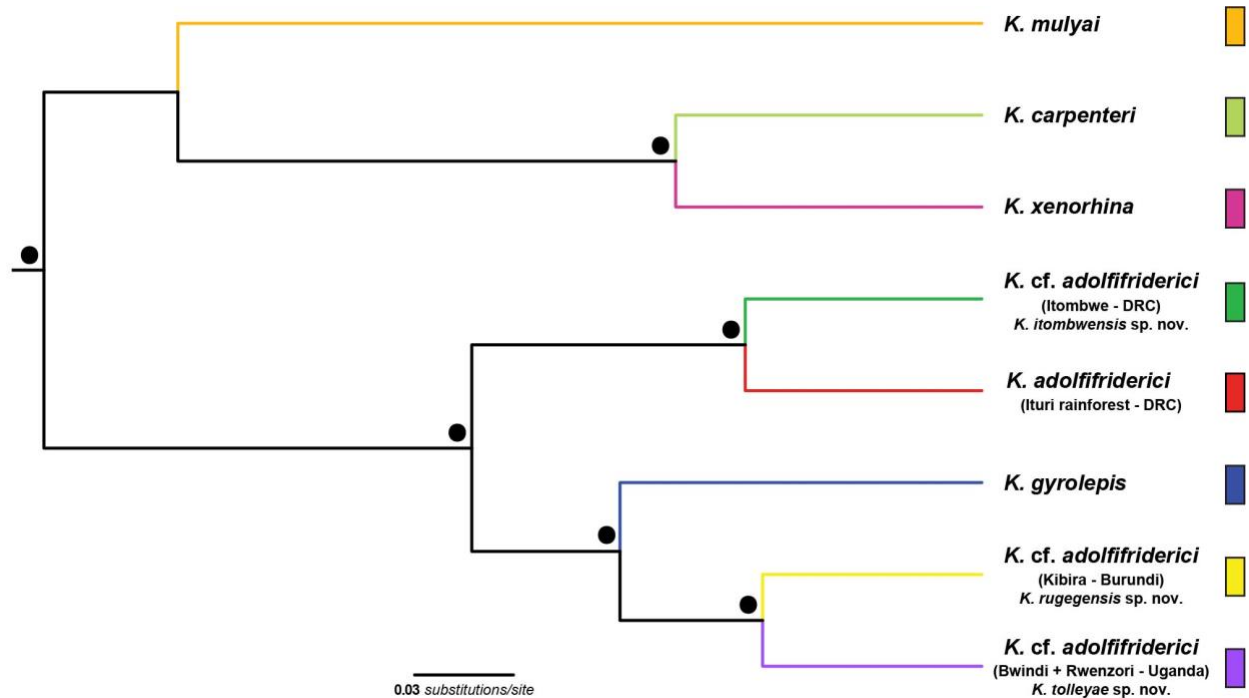 K. mulyai
K. carpenteri
K. xenorhina
K. cf. adolfifriderici
(Itombwe - DRC)
K. itombwensis sp. nov.
K. adolfifriderici
(Ituri rainforest - DRC)
K. gyrolepis
K. cf. adolfifriderici
(Kibira - Burundi)
K. rugegensis sp. nov.
K. cf. adolfifriderici
(Bwindi + Rwenzori - Uganda)
K. tolleyae sp. nov.
0.03 substitutions/site